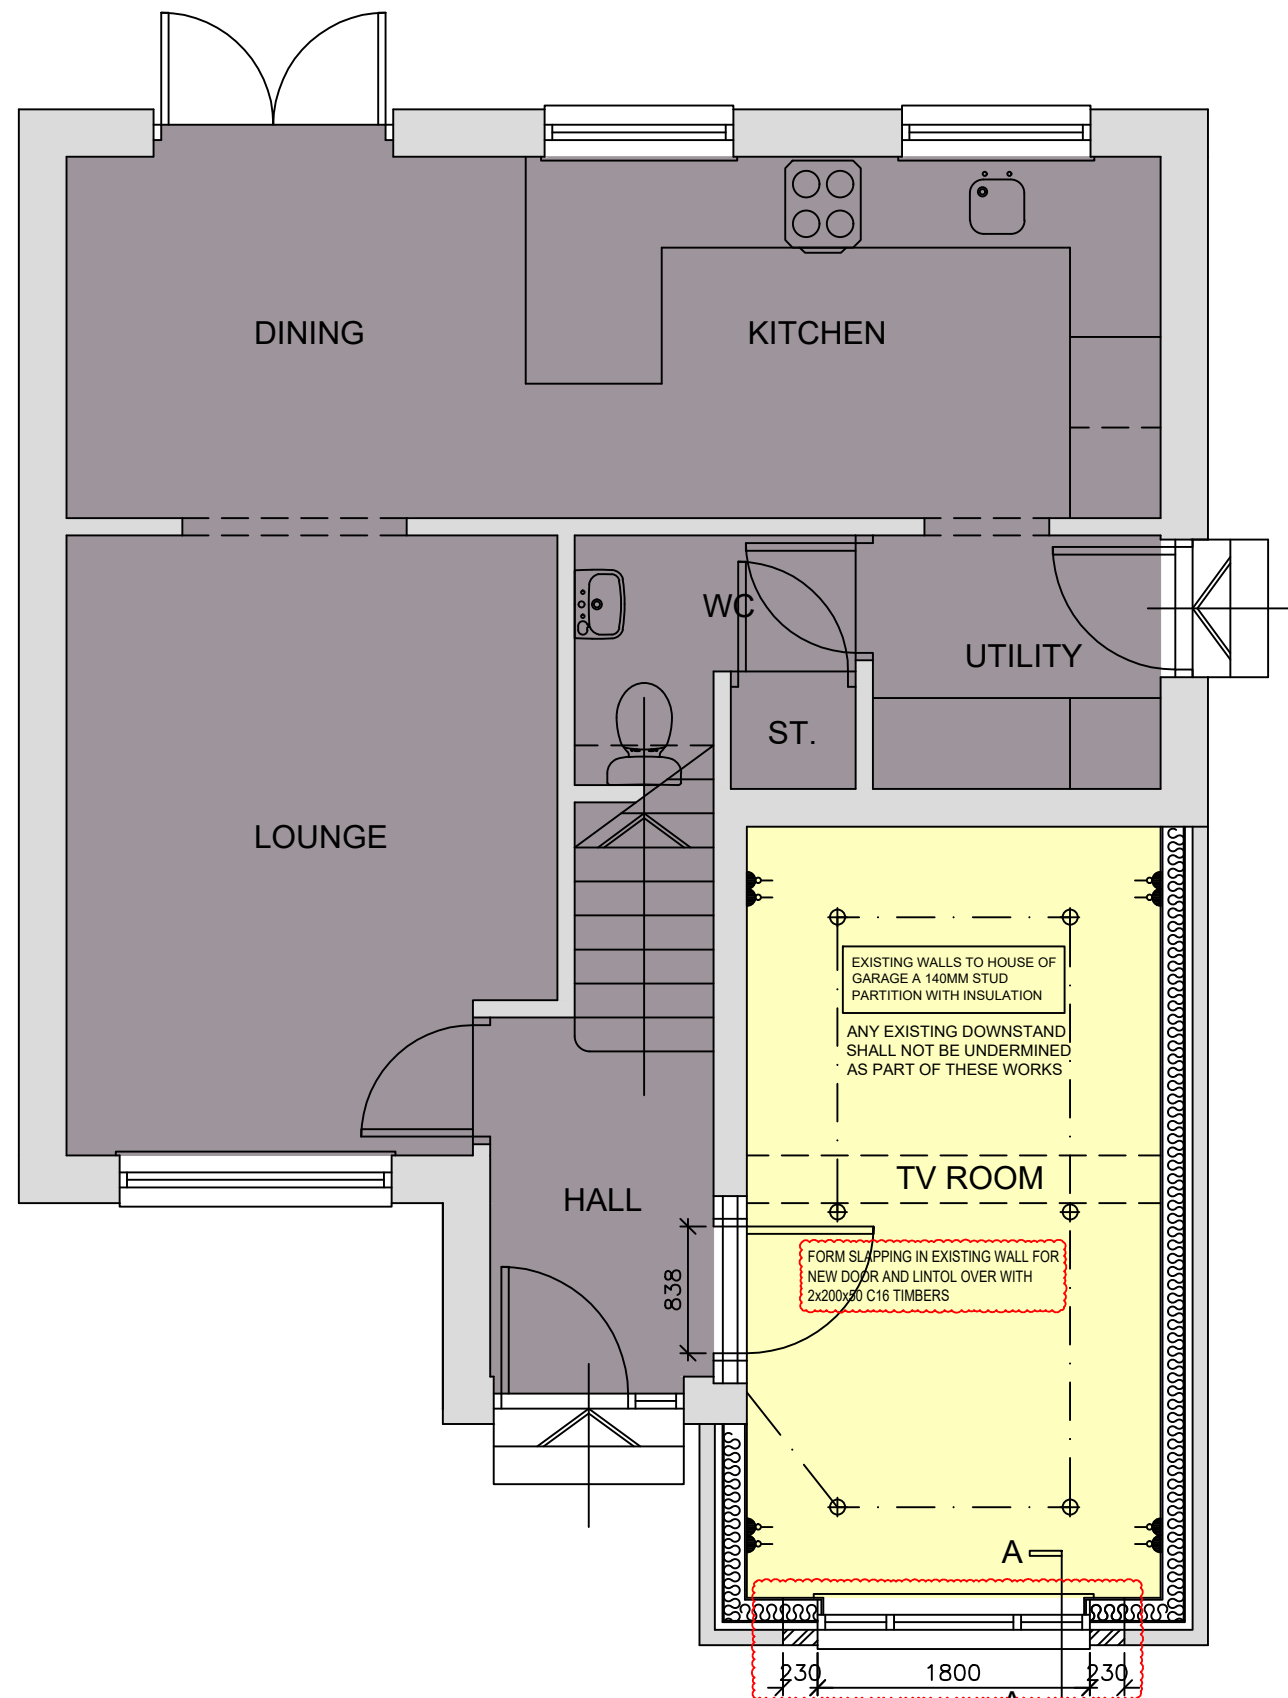 DINING
KITCHEN
WC
UTILITY
ST.
LOUNGE
EXISTING WALLS TO HOUSE OF
GARAGE A 140MM STUD
PARTITION WITH INSULATION
ANY EXISTING DOWNSTAND
SHALL NOT BE UNDERMINED
AS PART OF THESE WORKS
TV ROOM
HALL
FORM SLAPPING IN EXISTING WALL FOR
NEW DOOR AND LINTOL OVER WITH
2x200x50 C16 TIMBERS
838
A
230
1800
230
A